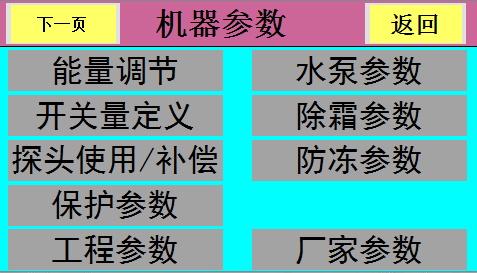 下一页 机器参数 返回
能量调节 水泵参数
开关量定义 除霜参数
探头使用/补偿 防冻参数
保护参数
工程参数 厂家参数